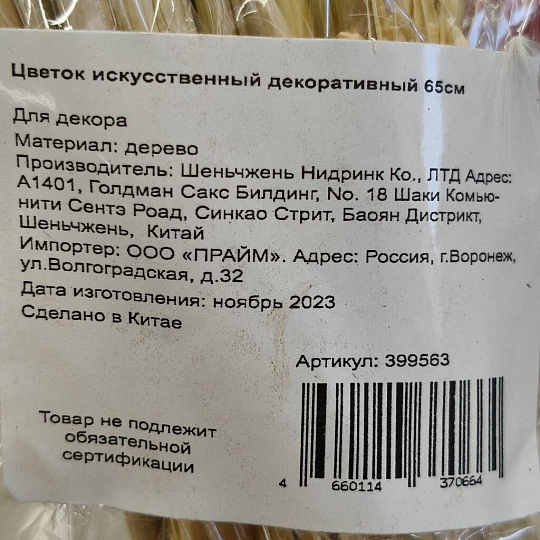 Цветок искусственный декоративный 65см
Для декора
Материал: дерево
Производитель: Шеньчжень Нидринк Ко., ЛТД Адрес:
А1401, Голдман Сакс Билдинг, No. 18 Шаки Комью-
нити Сентэ Роад, Синкао Стрит, Баоян Дистрикт,
Шеньчжень, Китай
Импортер: ООО «ПРАЙМ». Адрес: Россия, г.Воронеж,
ул.Волгоградская, д.32
Дата изготовления: ноябрь 2023
Сделано в Китае
Артикул: 399563
Товар не подлежит
обязательной
сертификации
4 660114 370664